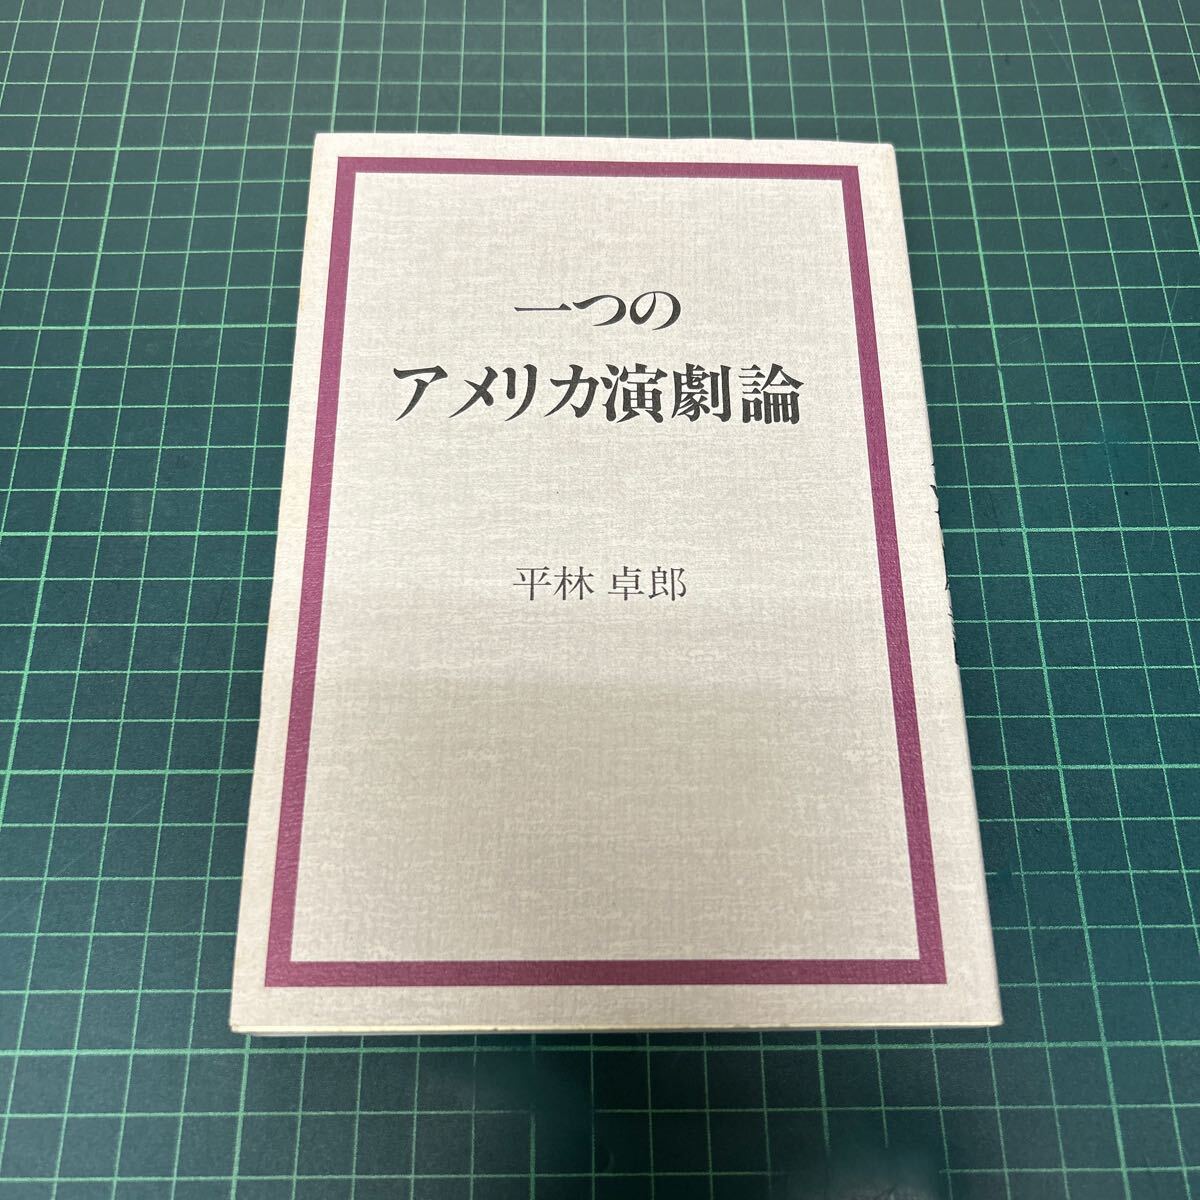 一つの
アメリカ演劇論
平林 卓郎